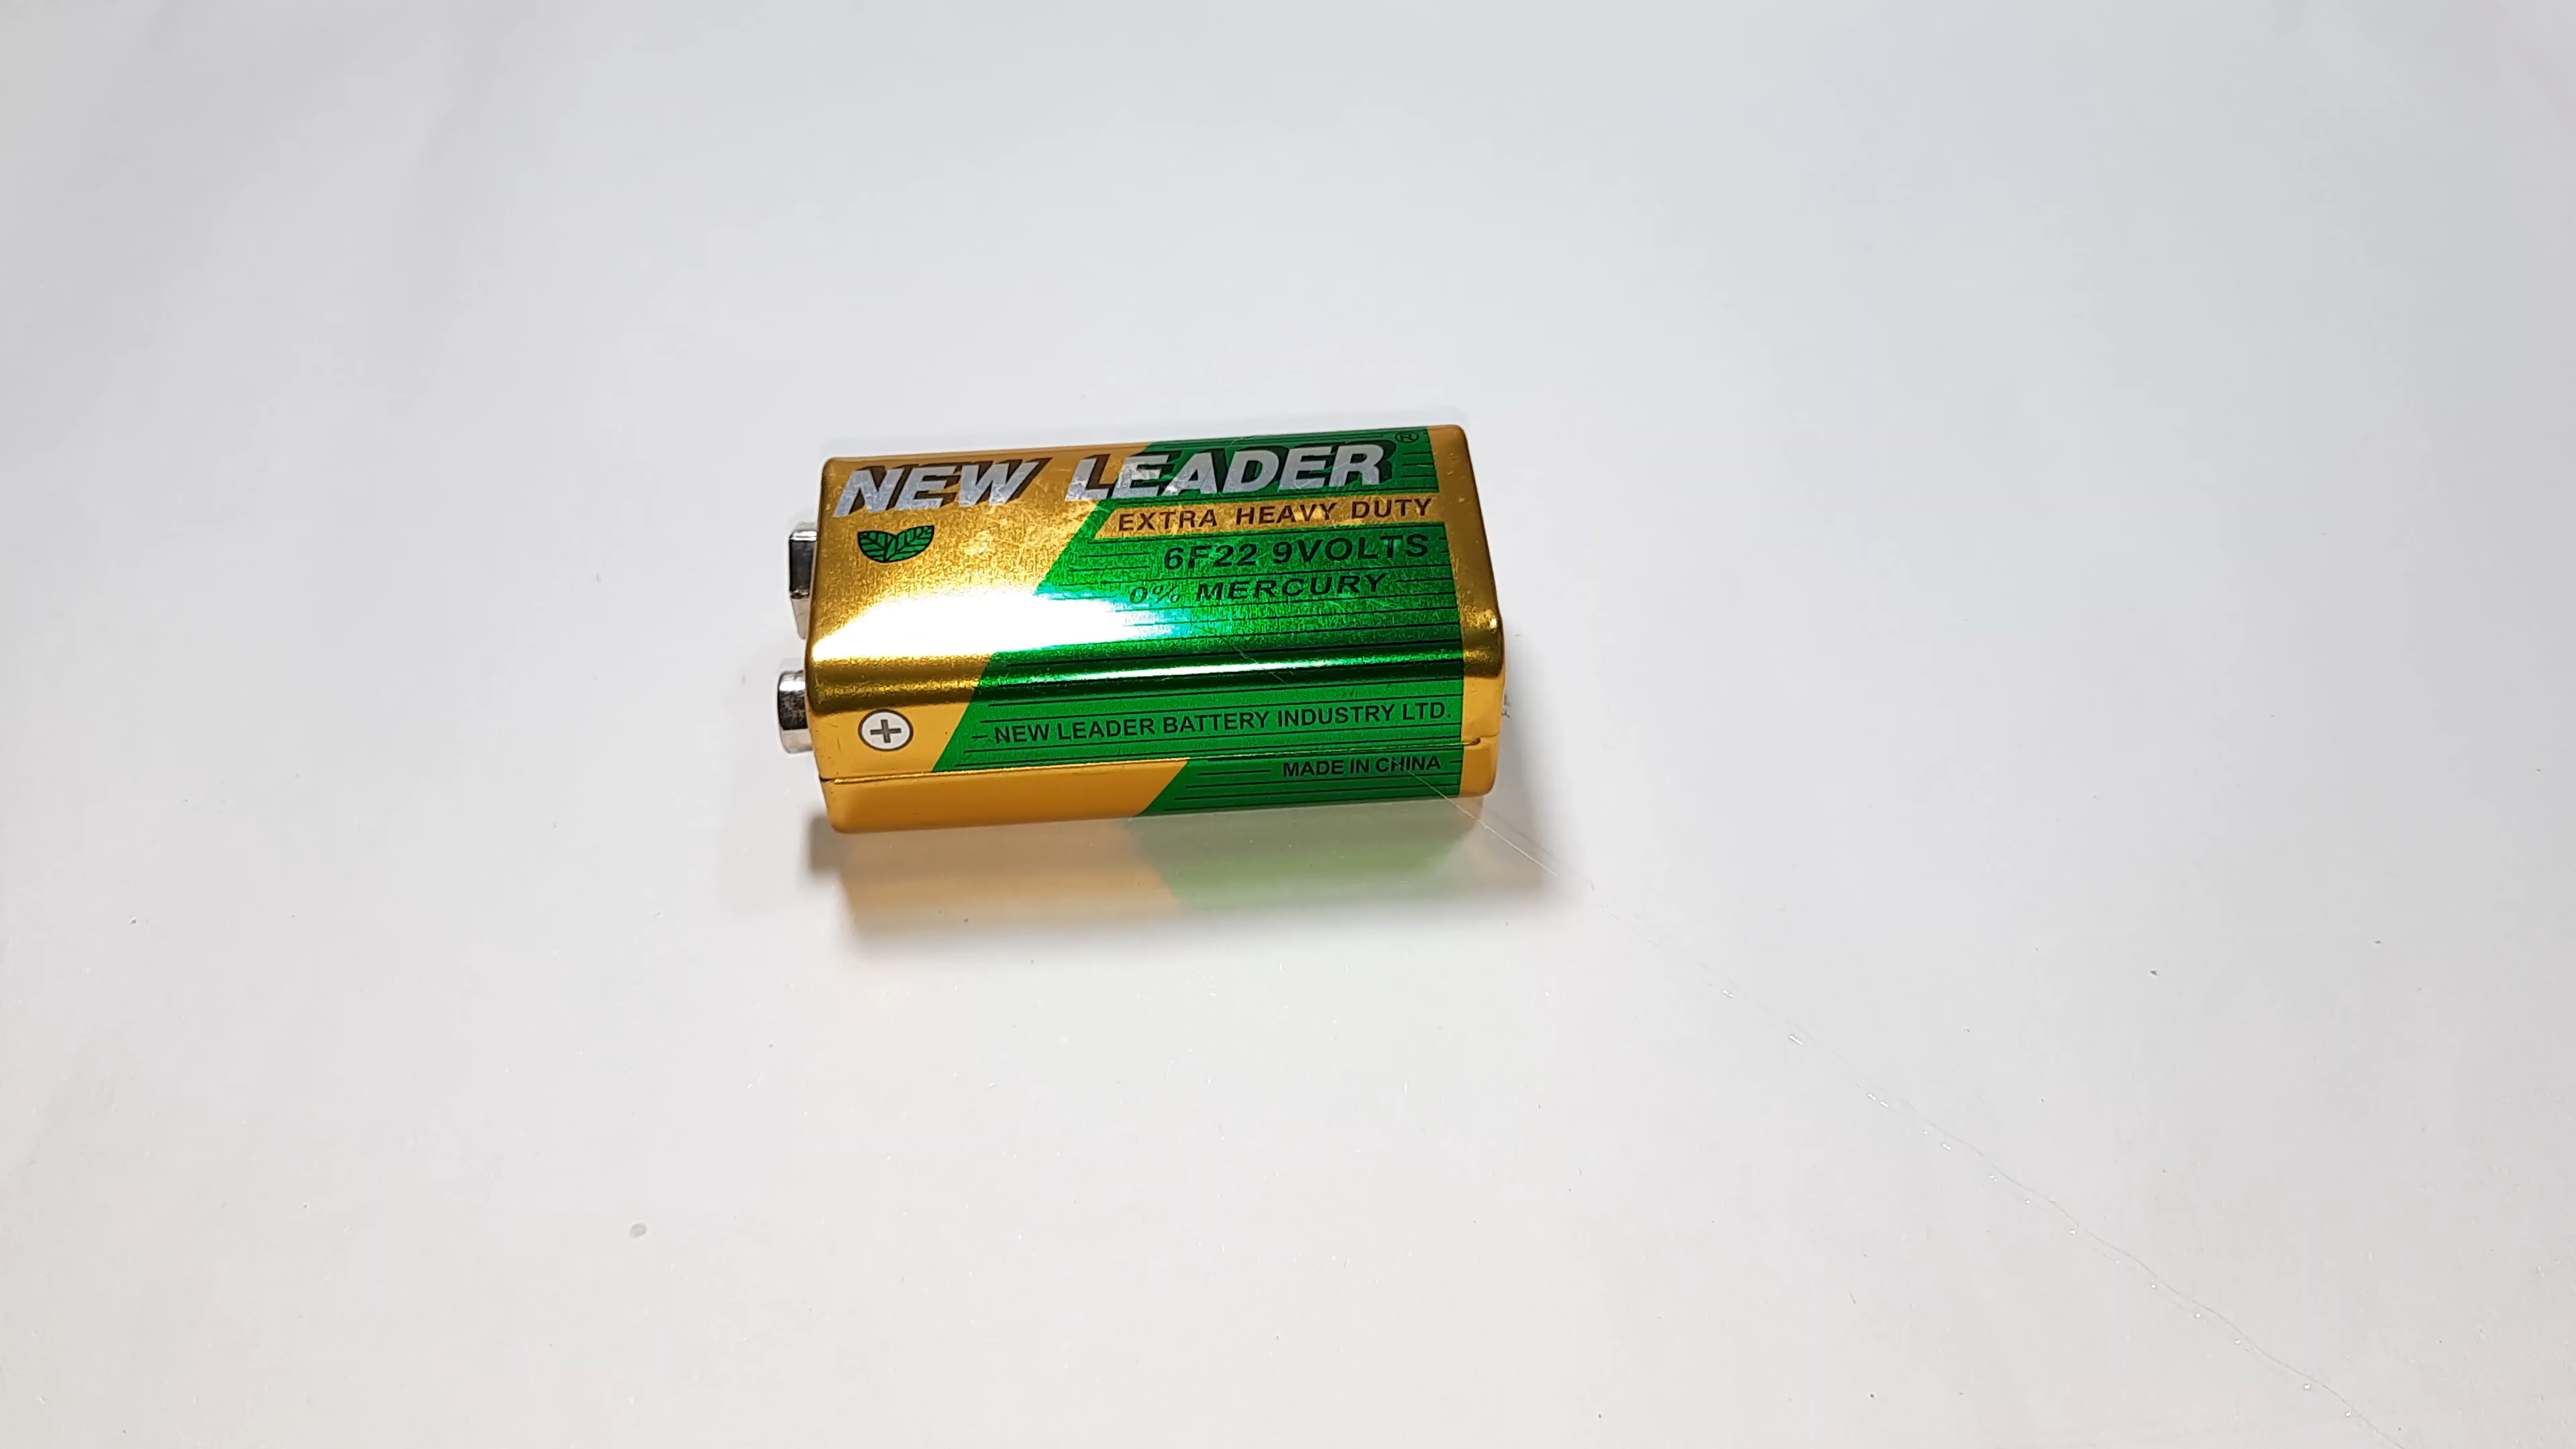 NEW LEADER®
EXTRA HEAVY DUTY
6F22 9VOLTS
0% MERCURY
+
NEW LEADER BATTERY INDUSTRY LTD.
MADE IN CHINA